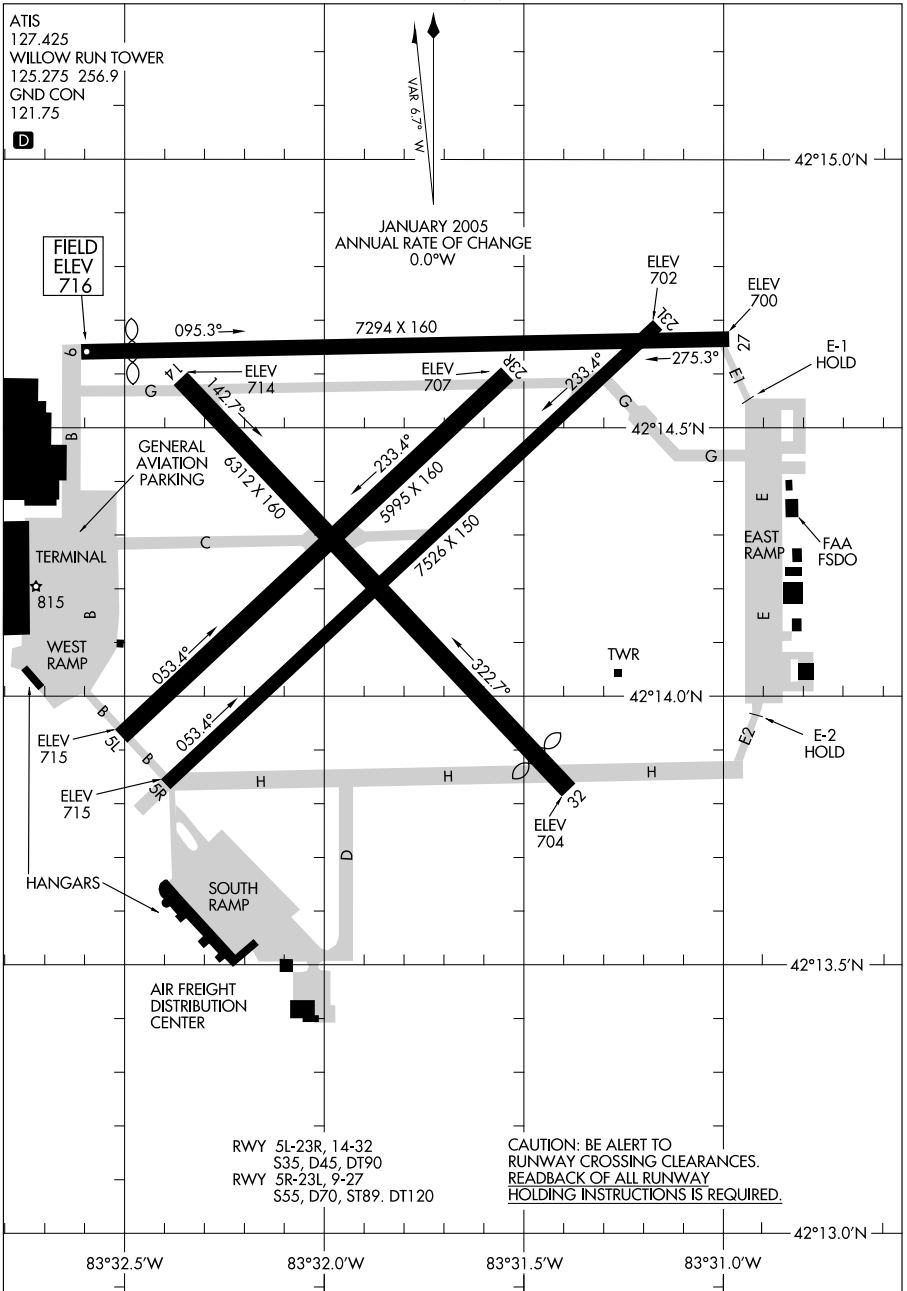 ATIS
127.425
WILLOW RUN TOWER
125.275 256.9
GND CON
121.75
D
VAR 6.7° W
JANUARY 2005
ANNUAL RATE OF CHANGE
0.0°W
42°15.0'N
FIELD
ELEV
716
ELEV
702
ELEV
700
095.3°
7294 X 160
23L
275.3°
27
9
E-1
HOLD
E1
14
ELEV
714
ELEV
707
23R
233.4°
G
142.7°
G
42°14.5'N
B
GENERAL
AVIATION
PARKING
6312 X 160
233.4°
5995 X 160
G
7526 X 150
C
E
TERMINAL
EAST
RAMP
FAA
FSDO
815
B
E
WEST
RAMP
053.4°
322.7°
TWR
42°14.0'N
B
053.4°
ELEV
715
5L
B
E2
E-2
HOLD
ELEV
715
5R
H
H
H
32
ELEV
704
D
HANGARS
SOUTH
RAMP
42°13.5'N
AIR FREIGHT
DISTRIBUTION
CENTER
RWY 5L-23R, 14-32
S35, D45, DT90
RWY 5R-23L, 9-27
S55, D70, ST89. DT120
CAUTION: BE ALERT TO
RUNWAY CROSSING CLEARANCES.
READBACK OF ALL RUNWAY
HOLDING INSTRUCTIONS IS REQUIRED.
42°13.0'N
83°32.5'W
83°32.0'W
83°31.5'W
83°31.0'W